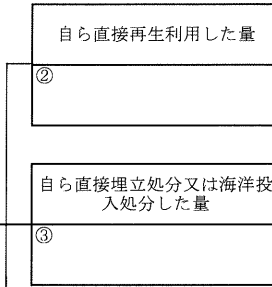 自ら直接再生利用した量
②
自ら直接埋立処分又は海洋投
入処分した量
③